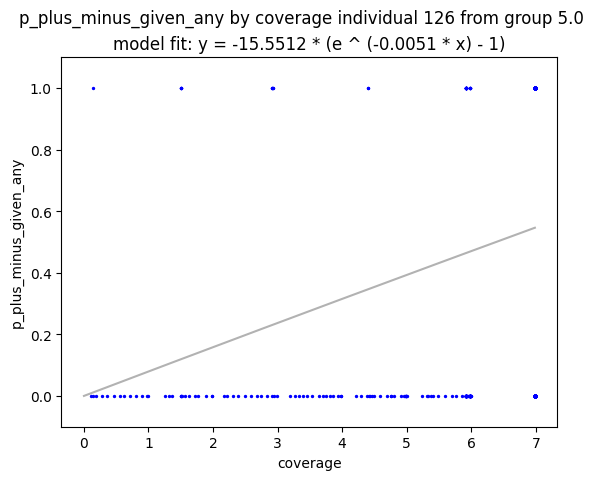 p_plus_minus_given_any by coverage individual 126 from group 5.0
model fit: y = -15.5512 * (e ^ (-0.0051 * x) - 1)
1.0
0.8
0.6
0.4
0.2
0.0
p_plus_minus_given_any
0 1 2 3 4 5 6 7
coverage